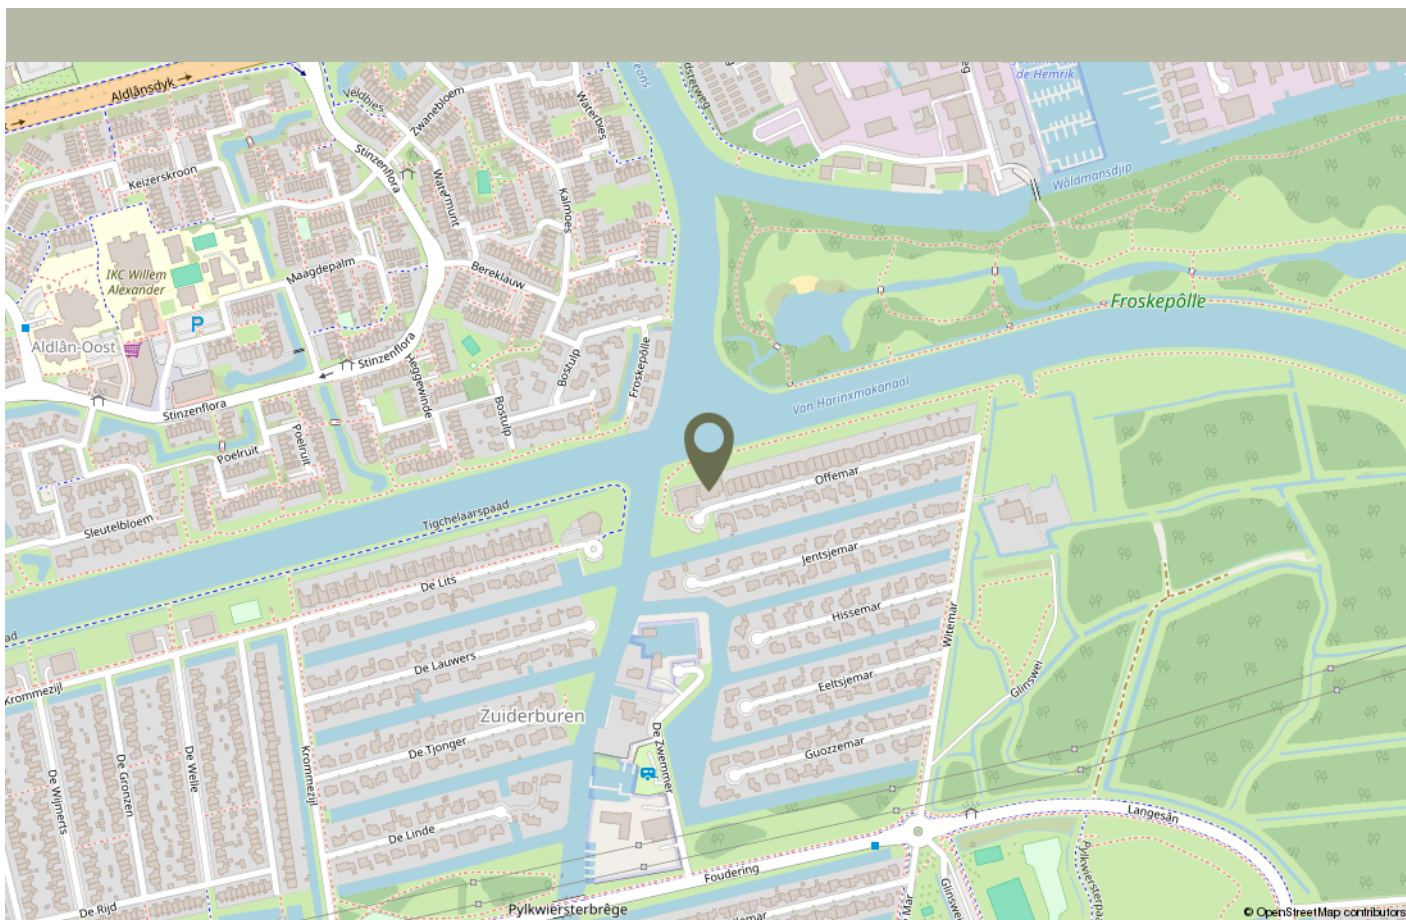 de Hemrik
Aldlânsdyk
Veldbies
Zwanebloem
Waterbies
Stinzenflora
Keizerskroon
Watermunt
Kalmoes
Wâldmansdjip
IKC Willem
Alexander
Maagdepalm
Bereklauw
Froskepôlle
P
Aldlân-Oost
Stinzenflora
Heggewinde
Bostulp
Froskepôlle
Van Harinxmakanaal
Stinzenflora
Bostulp
Poelruit
Poelruit
Offemar
Sleutelbloem
Tigchelaarspaad
Jentsjemar
De Lits
Hissemar
Witemar
De Lauwers
Eeltsjemar
Glinswei
Krommezijl
Zuiderburen
De Zwemmer
De Tjonger
Guozzemar
Krommezijl
De Welle
De Gronzen
De Wijmerts
De Linde
Langesân
Foudering
Glinswei
De Rijd
Pylkwiersterbrêge
© OpenStreetMap contributors